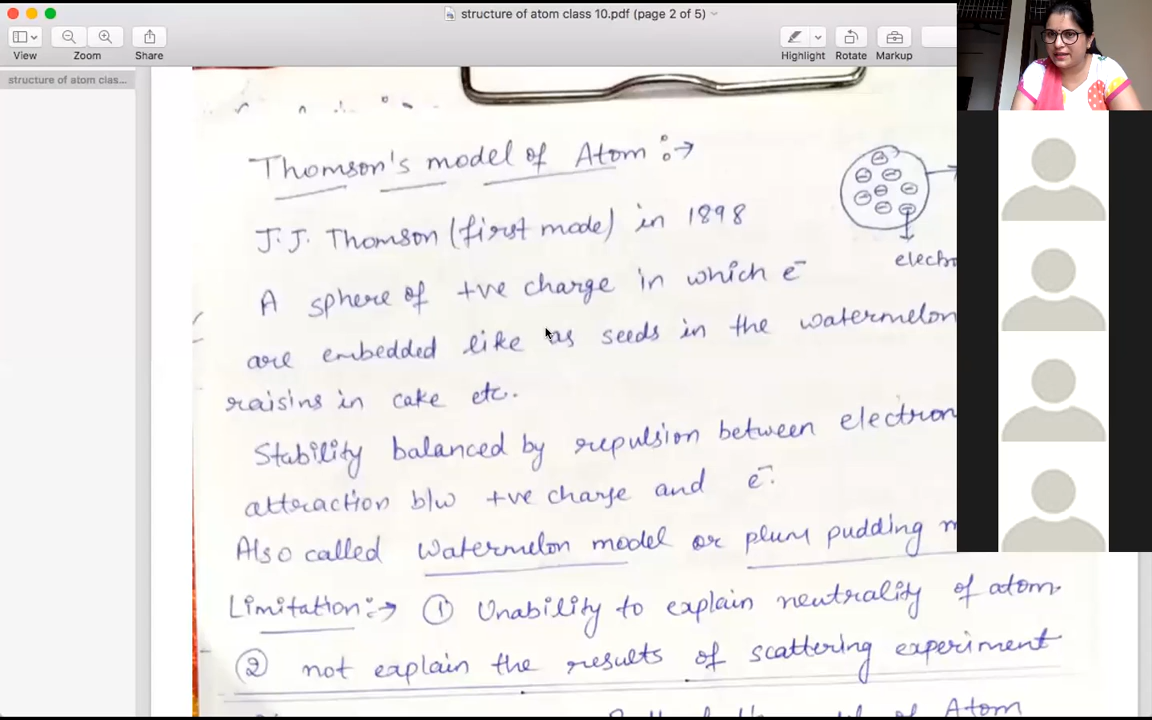 structure of atom class 10.pdf (page 2 of 5)
View
Zoom
Share
Highlight
Rotate
Markup
structure of atom clas...
Thomson's model of Atom :→
J.J. Thomson (first mode) in 1898
A sphere of +ve charge in which e⁻
are embedded like as seeds in the watermelon
raisins in cake etc.
electro
Stability balanced by repulsion between electron
attraction b/w +ve charge and e⁻.
Also called watermelon model or plum pudding m
Limitation :→ ① Unability to explain neutrality of atom.
② not explain the results of scattering experiment
model of Atom